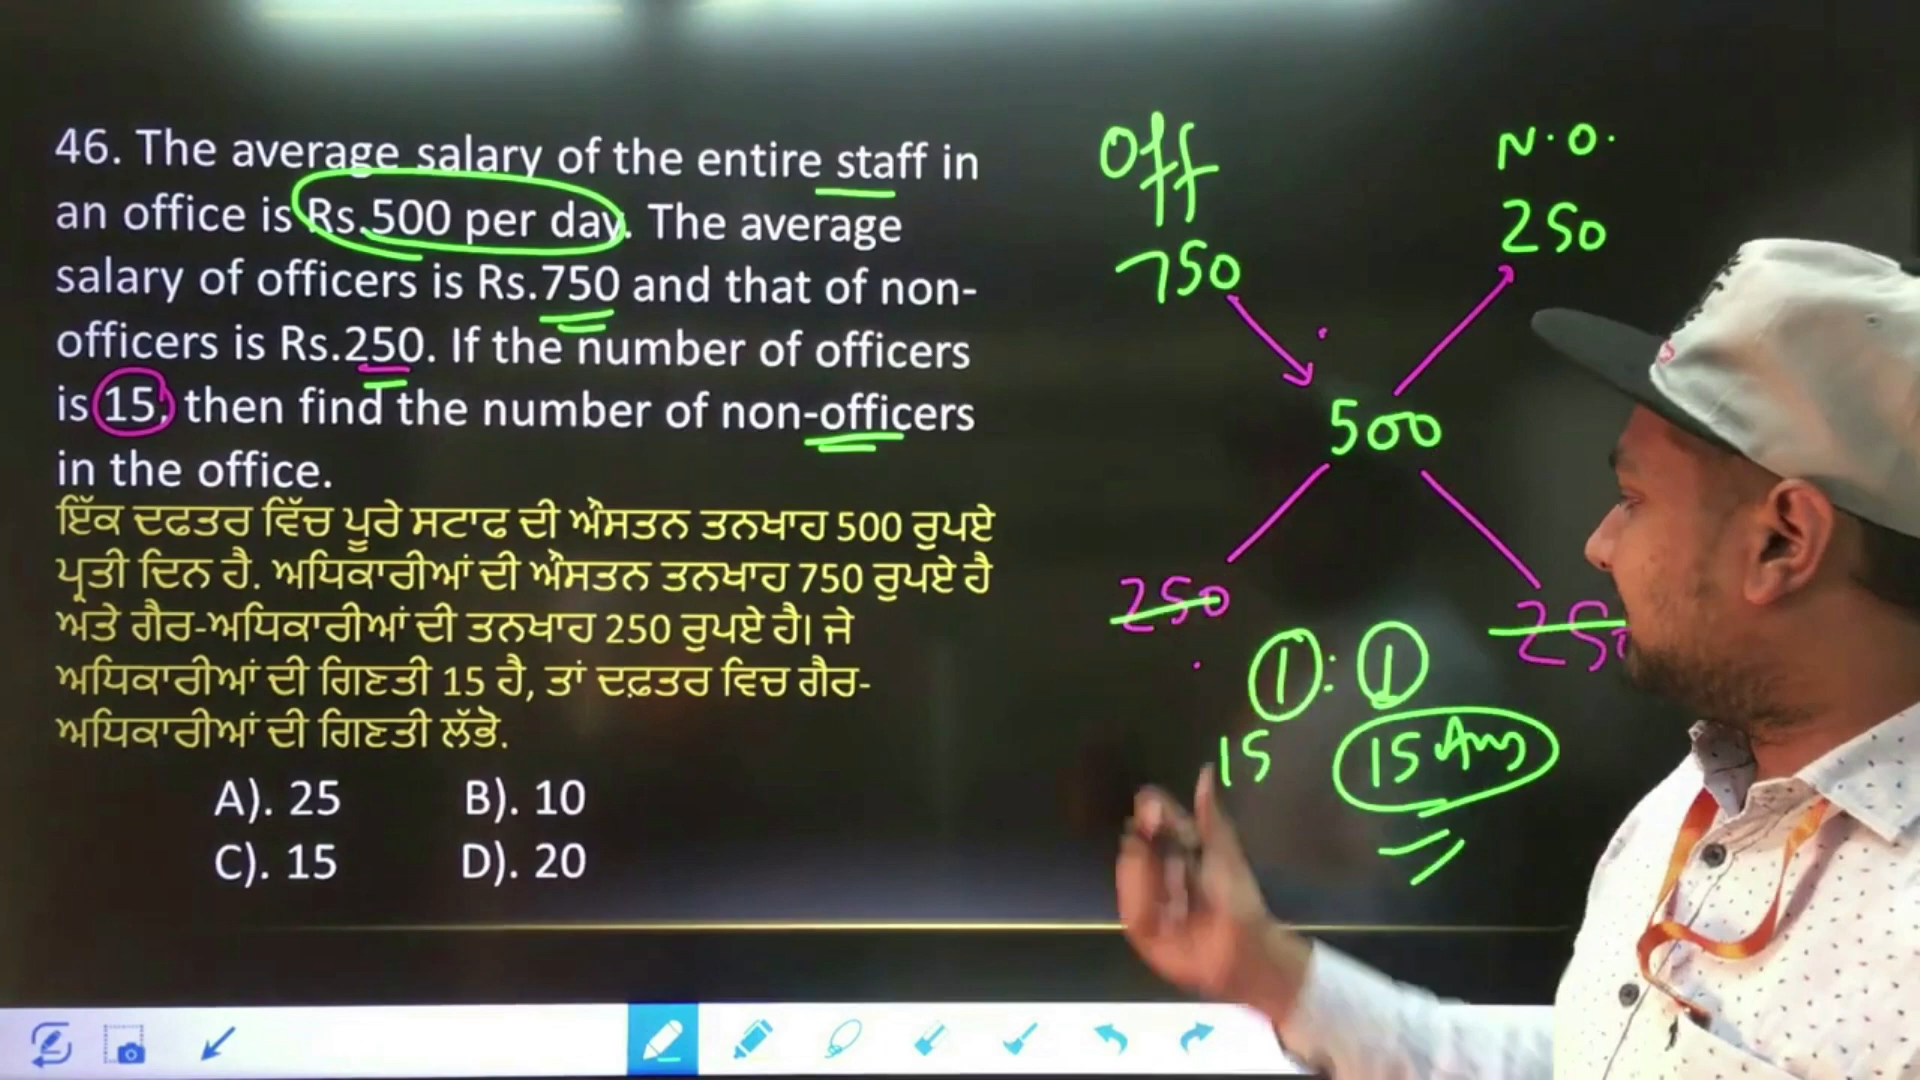 46. The average salary of the entire staff in
an office is Rs.500 per day. The average
salary of officers is Rs.750 and that of non-
officers is Rs.250. If the number of officers
is 15, then find the number of non-officers
in the office.
ਇੱਕ ਦਫਤਰ ਵਿੱਚ ਪੂਰੇ ਸਟਾਫ ਦੀ ਔਸਤਨ ਤਨਖਾਹ 500 ਰੁਪਏ
ਪ੍ਰਤੀ ਦਿਨ ਹੈ. ਅਧਿਕਾਰੀਆਂ ਦੀ ਔਸਤਨ ਤਨਖਾਹ 750 ਰੁਪਏ ਹੈ
ਅਤੇ ਗੈਰ-ਅਧਿਕਾਰੀਆਂ ਦੀ ਤਨਖਾਹ 250 ਰੁਪਏ ਹੈ। ਜੇ
ਅਧਿਕਾਰੀਆਂ ਦੀ ਗਿਣਤੀ 15 ਹੈ, ਤਾਂ ਦਫ਼ਤਰ ਵਿਚ ਗੈਰ-
ਅਧਿਕਾਰੀਆਂ ਦੀ ਗਿਣਤੀ ਲੱਭੋ.
A). 25 B). 10
C). 15 D). 20
Off N.O.
750 250
500
250 250
1 : 1
15 15 Ans